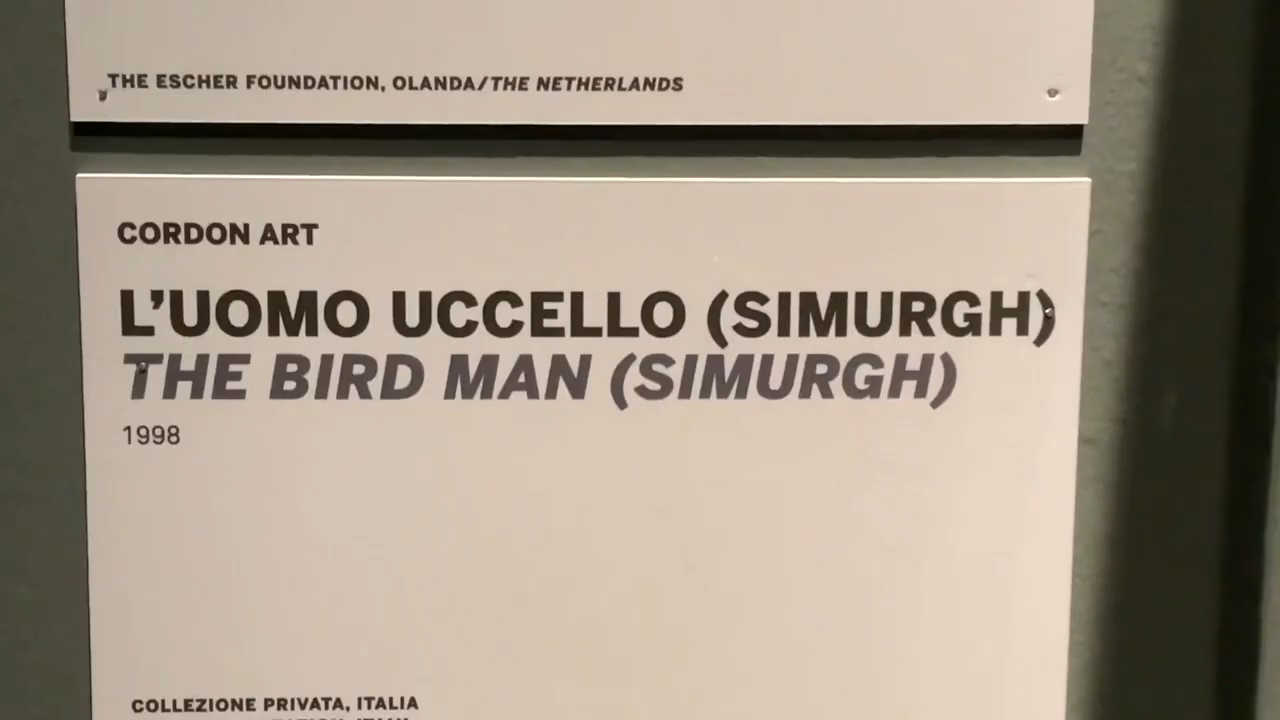 THE ESCHER FOUNDATION, OLANDA/THE NETHERLANDS
CORDON ART
L'UOMO UCCELLO (SIMURGH)
THE BIRD MAN (SIMURGH)
1998
COLLEZIONE PRIVATA, ITALIA